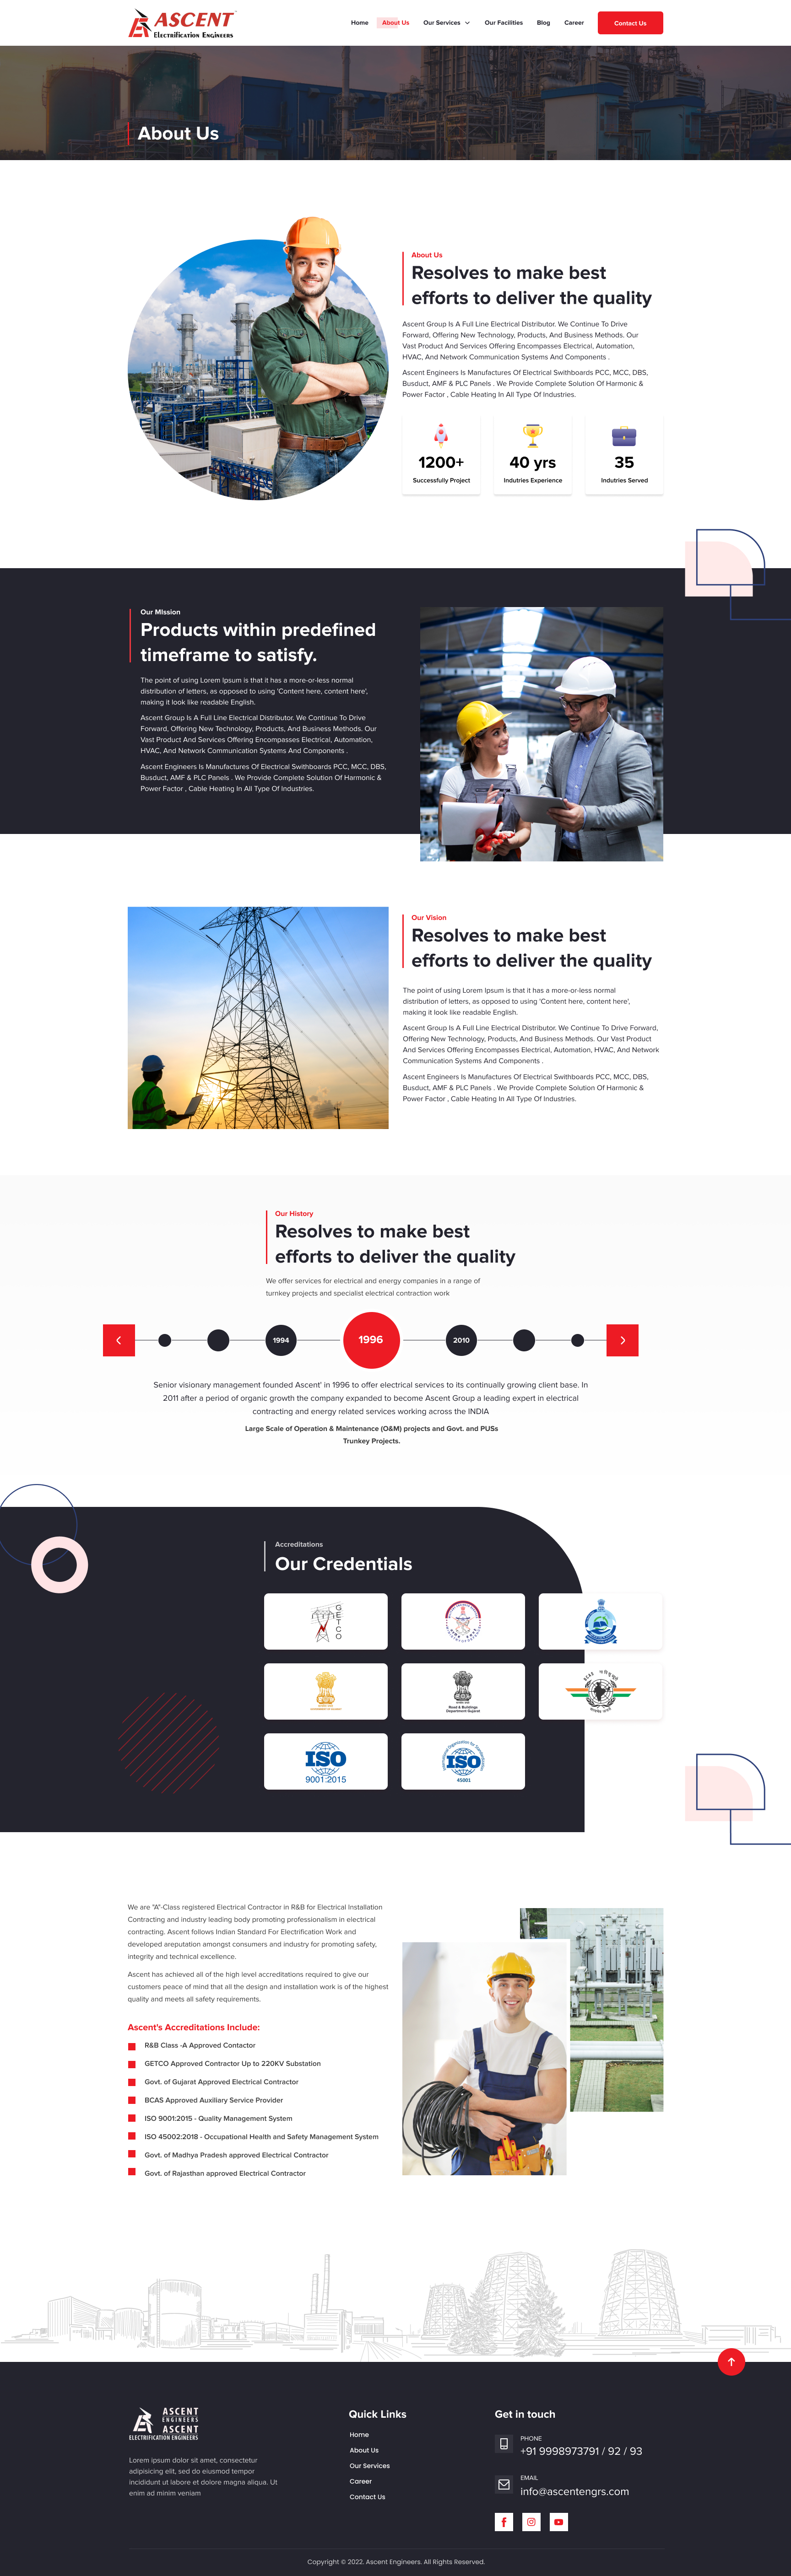 ASCENT
Electrification Engineers
Home
About Us
Our Services
Our Facilities
Blog
Career
Contact Us
About Us
About Us
Resolves to make best
efforts to deliver the quality
Ascent Group Is A Full Line Electrical Distributor. We Continue To Drive
Forward, Offering New Technology, Products, And Business Methods. Our
Vast Product And Services Offering Encompasses Electrical, Automation,
HVAC, And Network Communication Systems And Components .
Ascent Engineers Is Manufactures Of Electrical Swithboards PCC, MCC, DBS,
Busduct, AMF & PLC Panels . We Provide Complete Solution Of Harmonic &
Power Factor , Cable Heating In All Type Of Industries.
1200+
Successfully Project
40 yrs
Indutries Experience
35
Indutries Served
Our MIssion
Products within predefined
timeframe to satisfy.
The point of using Lorem Ipsum is that it has a more-or-less normal
distribution of letters, as opposed to using 'Content here, content here',
making it look like readable English.
Ascent Group Is A Full Line Electrical Distributor. We Continue To Drive
Forward, Offering New Technology, Products, And Business Methods. Our
Vast Product And Services Offering Encompasses Electrical, Automation,
HVAC, And Network Communication Systems And Components .
Ascent Engineers Is Manufactures Of Electrical Swithboards PCC, MCC, DBS,
Busduct, AMF & PLC Panels . We Provide Complete Solution Of Harmonic &
Power Factor , Cable Heating In All Type Of Industries.
Our Vision
Resolves to make best
efforts to deliver the quality
The point of using Lorem Ipsum is that it has a more-or-less normal
distribution of letters, as opposed to using 'Content here, content here',
making it look like readable English.
Ascent Group Is A Full Line Electrical Distributor. We Continue To Drive Forward,
Offering New Technology, Products, And Business Methods. Our Vast Product
And Services Offering Encompasses Electrical, Automation, HVAC, And Network
Communication Systems And Components .
Ascent Engineers Is Manufactures Of Electrical Swithboards PCC, MCC, DBS,
Busduct, AMF & PLC Panels . We Provide Complete Solution Of Harmonic &
Power Factor , Cable Heating In All Type Of Industries.
Our History
Resolves to make best
efforts to deliver the quality
We offer services for electrical and energy companies in a range of
turnkey projects and specialist electrical contraction work
1994
1996
2010
Senior visionary management founded Ascent' in 1996 to offer electrical services to its continually growing client base. In
2011 after a period of organic growth the company expanded to become Ascent Group a leading expert in electrical
contracting and energy related services working across the INDIA
Large Scale of Operation & Maintenance (O&M) projects and Govt. and PUSs
Trunkey Projects.
Accreditations
Our Credentials
GETCO
Road & Buildings
Department Gujarat
ISO
9001:2015
ISO
45001
We are "A"-Class registered Electrical Contractor in R&B for Electrical Installation
Contracting and industry leading body promoting professionalism in electrical
contracting. Ascent follows Indian Standard For Electrification Work and
developed areputation amongst consumers and industry for promoting safety,
integrity and technical excellence.
Ascent has achieved all of the high level accreditations required to give our
customers peace of mind that all the design and installation work is of the highest
quality and meets all safety requirements.
Ascent's Accreditations Include:
R&B Class -A Approved Contactor
GETCO Approved Contractor Up to 220KV Substation
Govt. of Gujarat Approved Electrical Contractor
BCAS Approved Auxiliary Service Provider
ISO 9001:2015 - Quality Management System
ISO 45002:2018 - Occupational Health and Safety Management System
Govt. of Madhya Pradesh approved Electrical Contractor
Govt. of Rajasthan approved Electrical Contractor
ASCENT
ENGINEERS
ASCENT
ELECTRIFICATION ENGINEERS
Lorem ipsum dolor sit amet, consectetur
adipisicing elit, sed do eiusmod tempor
incididunt ut labore et dolore magna aliqua. Ut
enim ad minim veniam
Quick Links
Home
About Us
Our Services
Career
Contact Us
Get in touch
PHONE
+91 9998973791 / 92 / 93
EMAIL
info@ascentengrs.com
Copyright © 2022. Ascent Engineers. All Rights Reserved.